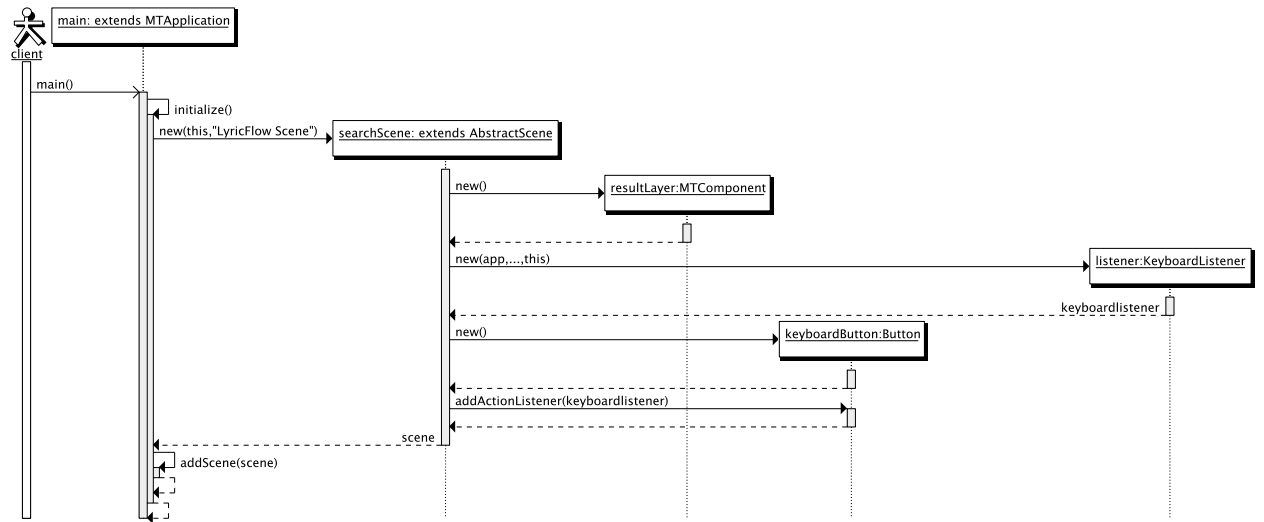 main: extends MTApplication
client
main()
initialize()
new(this,"LyricFlow Scene")
searchScene: extends AbstractScene
new()
resultLayer:MTComponent
new(app,...,this)
listener:KeyboardListener
keyboardlistener
new()
keyboardButton:Button
addActionListener(keyboardlistener)
scene
addScene(scene)